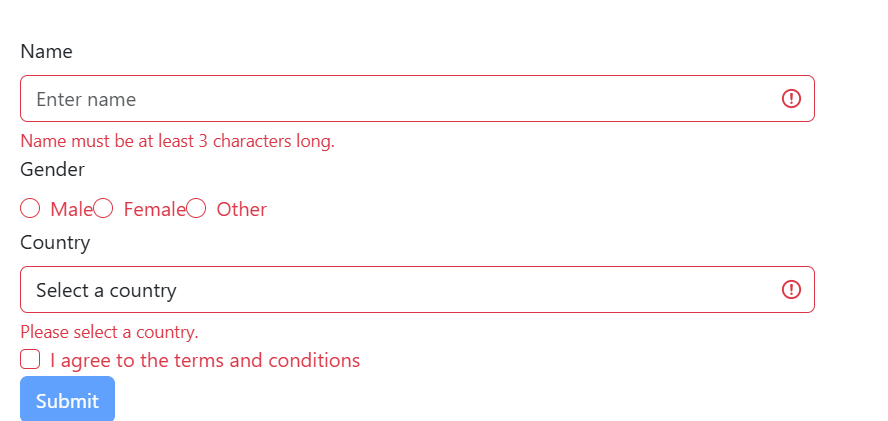 Name
Enter name
Name must be at least 3 characters long.
Gender
Male Female Other
Country
Select a country
Please select a country.
I agree to the terms and conditions
Submit